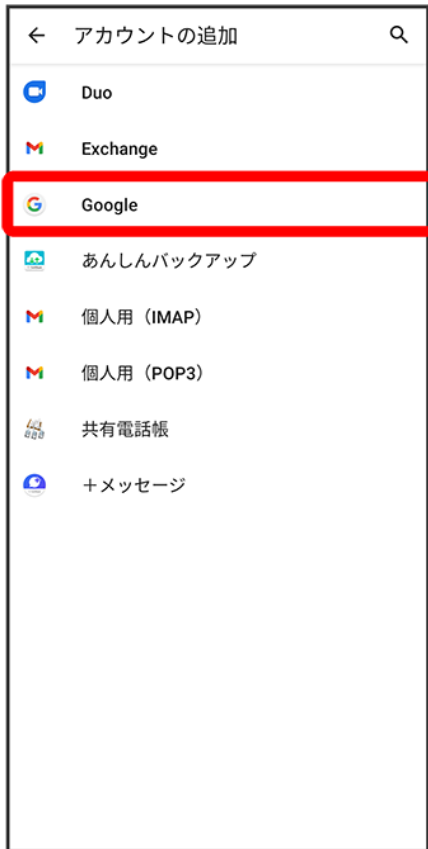 アカウントの追加
Duo
Exchange
Google
あんしんバックアップ
個人用（IMAP）
個人用（POP3）
共有電話帳
＋メッセージ